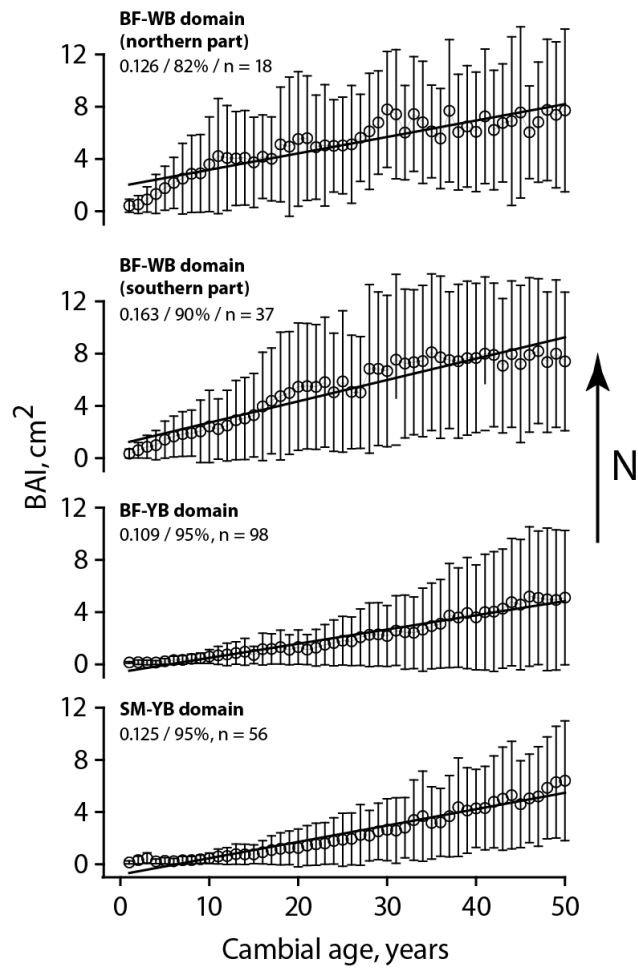 BF-WB domain
(northern part)
0.126 / 82% / n = 18
12
8
4
0
BF-WB domain
(southern part)
0.163 / 90% / n = 37
12
8
4
0
BF-YB domain
0.109 / 95%, n = 98
12
8
4
0
SM-YB domain
0.125 / 95%, n = 56
12
8
4
0
BAI, cm²
N
0 10 20 30 40 50
Cambial age, years